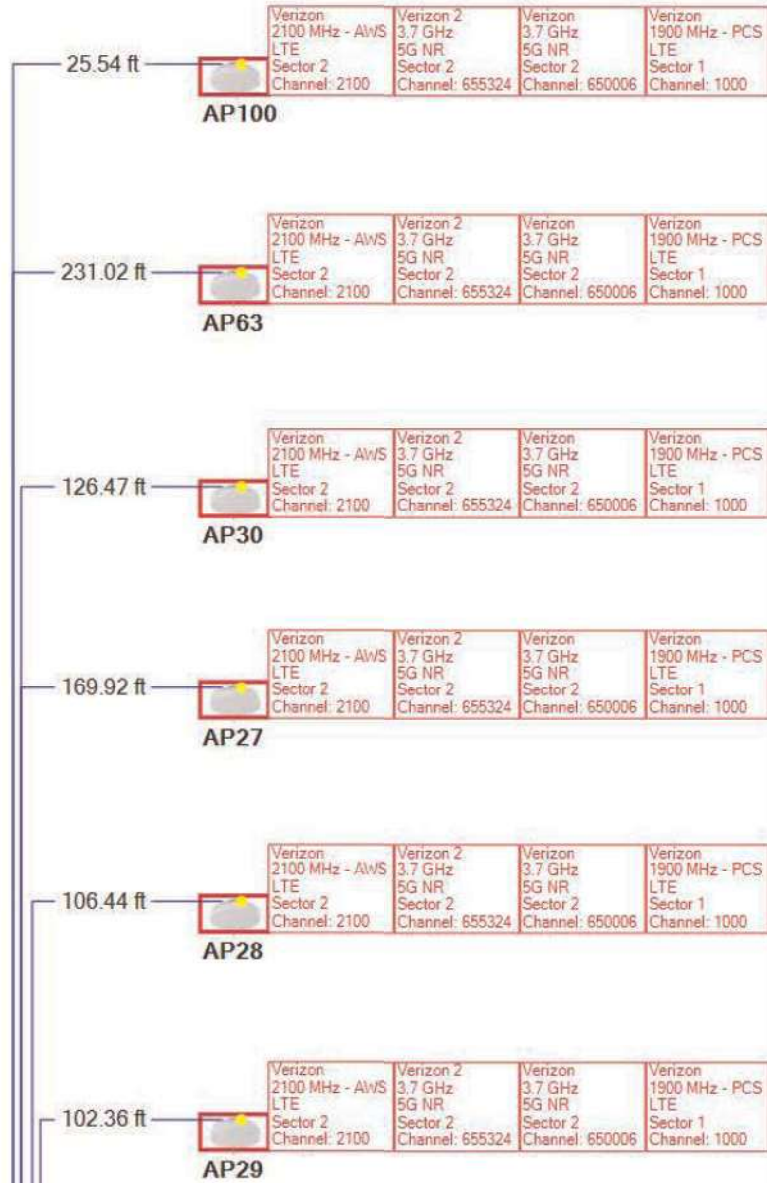 Verizon Verizon 2 Verizon Verizon
2100 MHz - AWS 3.7 GHz 3.7 GHz 1900 MHz - PCS
LTE 5G NR 5G NR LTE
25.54 ft Sector 2 Sector 2 Sector 2 Sector 1
Channel: 2100 Channel: 655324 Channel: 650006 Channel: 1000
AP100
Verizon Verizon 2 Verizon Verizon
2100 MHz - AWS 3.7 GHz 3.7 GHz 1900 MHz - PCS
LTE 5G NR 5G NR LTE
231.02 ft Sector 2 Sector 2 Sector 2 Sector 1
Channel: 2100 Channel: 655324 Channel: 650006 Channel: 1000
AP63
Verizon Verizon 2 Verizon Verizon
2100 MHz - AWS 3.7 GHz 3.7 GHz 1900 MHz - PCS
LTE 5G NR 5G NR LTE
126.47 ft Sector 2 Sector 2 Sector 2 Sector 1
Channel: 2100 Channel: 655324 Channel: 650006 Channel: 1000
AP30
Verizon Verizon 2 Verizon Verizon
2100 MHz - AWS 3.7 GHz 3.7 GHz 1900 MHz - PCS
LTE 5G NR 5G NR LTE
169.92 ft Sector 2 Sector 2 Sector 2 Sector 1
Channel: 2100 Channel: 655324 Channel: 650006 Channel: 1000
AP27
Verizon Verizon 2 Verizon Verizon
2100 MHz - AWS 3.7 GHz 3.7 GHz 1900 MHz - PCS
LTE 5G NR 5G NR LTE
106.44 ft Sector 2 Sector 2 Sector 2 Sector 1
Channel: 2100 Channel: 655324 Channel: 650006 Channel: 1000
AP28
Verizon Verizon 2 Verizon Verizon
2100 MHz - AWS 3.7 GHz 3.7 GHz 1900 MHz - PCS
LTE 5G NR 5G NR LTE
102.36 ft Sector 2 Sector 2 Sector 2 Sector 1
Channel: 2100 Channel: 655324 Channel: 650006 Channel: 1000
AP29